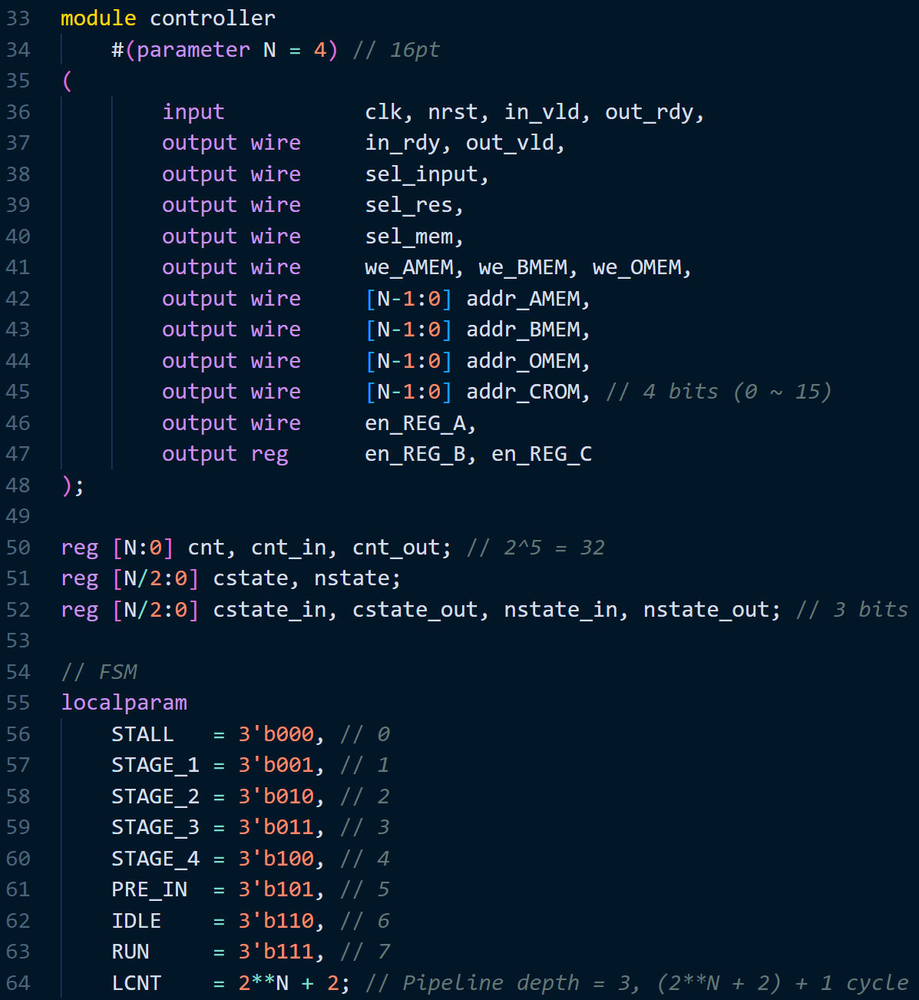 33 module controller
34     #(parameter N = 4) // 16pt
35 (
36         input           clk, nrst, in_vld, out_rdy,
37         output wire     in_rdy, out_vld,
38         output wire     sel_input,
39         output wire     sel_res,
40         output wire     sel_mem,
41         output wire     we_AMEM, we_BMEM, we_OMEM,
42         output wire     [N-1:0] addr_AMEM,
43         output wire     [N-1:0] addr_BMEM,
44         output wire     [N-1:0] addr_OMEM,
45         output wire     [N-1:0] addr_CROM, // 4 bits (0 ~ 15)
46         output wire     en_REG_A,
47         output reg      en_REG_B, en_REG_C
48 );
49
50 reg [N:0] cnt, cnt_in, cnt_out; // 2^5 = 32
51 reg [N/2:0] cstate, nstate;
52 reg [N/2:0] cstate_in, cstate_out, nstate_in, nstate_out; // 3 bits
53
54 // FSM
55 localparam
56     STALL   = 3'b000, // 0
57     STAGE_1 = 3'b001, // 1
58     STAGE_2 = 3'b010, // 2
59     STAGE_3 = 3'b011, // 3
60     STAGE_4 = 3'b100, // 4
61     PRE_IN  = 3'b101, // 5
62     IDLE    = 3'b110, // 6
63     RUN     = 3'b111, // 7
64     LCNT    = 2**N + 2; // Pipeline depth = 3, (2**N + 2) + 1 cycle